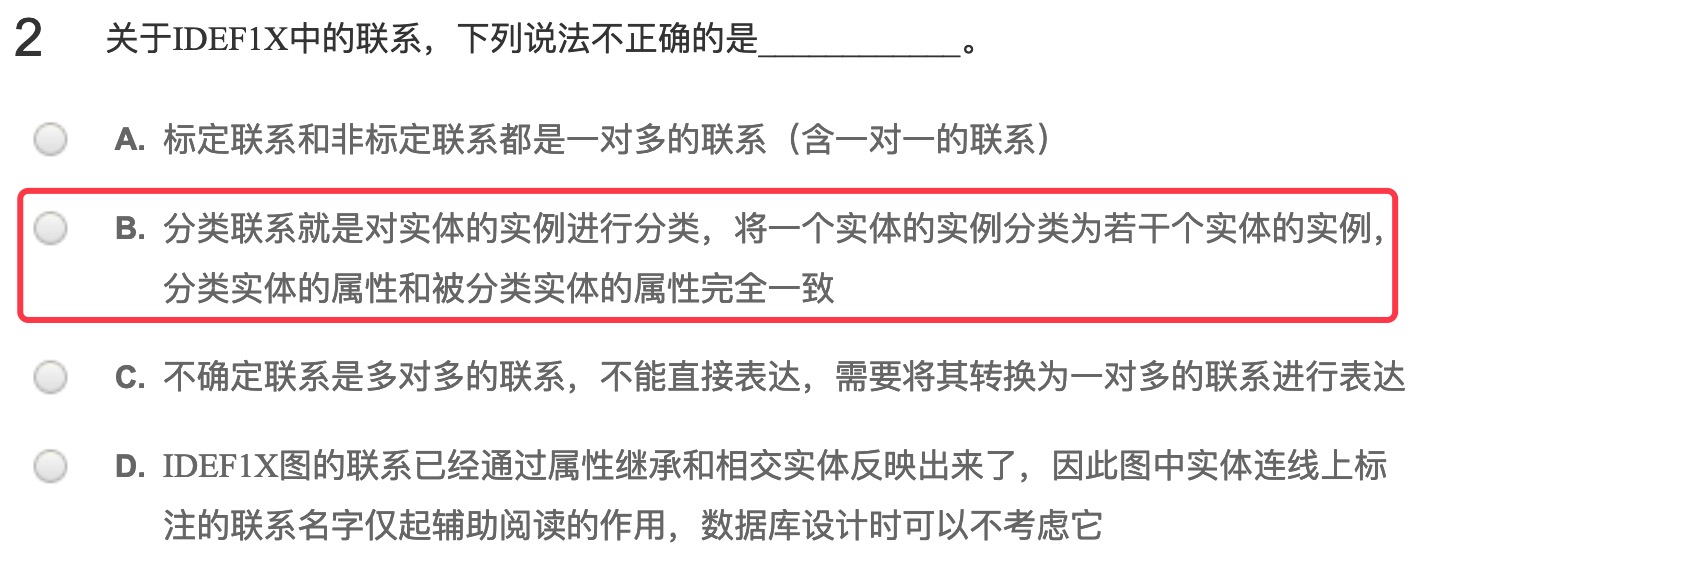 2 关于IDEF1X中的联系，下列说法不正确的是____________。
A. 标定联系和非标定联系都是一对多的联系（含一对一的联系）
B. 分类联系就是对实体的实例进行分类，将一个实体的实例分类为若干个实体的实例，
分类实体的属性和被分类实体的属性完全一致
C. 不确定联系是多对多的联系，不能直接表达，需要将其转换为一对多的联系进行表达
D. IDEF1X图的联系已经通过属性继承和相交实体反映出来了，因此图中实体连线上标
注的联系名字仅起辅助阅读的作用，数据库设计时可以不考虑它